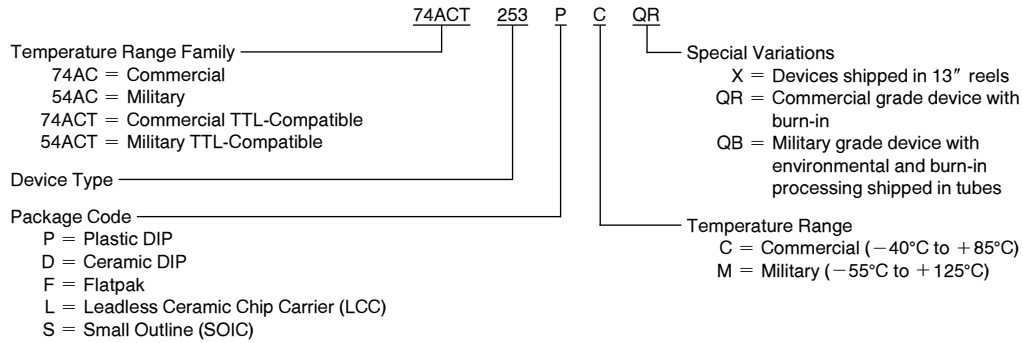 74ACT 253 P C QR
Temperature Range Family
74AC = Commercial
54AC = Military
74ACT = Commercial TTL-Compatible
54ACT = Military TTL-Compatible
Device Type
Package Code
P = Plastic DIP
D = Ceramic DIP
F = Flatpak
L = Leadless Ceramic Chip Carrier (LCC)
S = Small Outline (SOIC)
Special Variations
X = Devices shipped in 13″ reels
QR = Commercial grade device with
burn-in
QB = Military grade device with
environmental and burn-in
processing shipped in tubes
Temperature Range
C = Commercial (−40°C to +85°C)
M = Military (−55°C to +125°C)